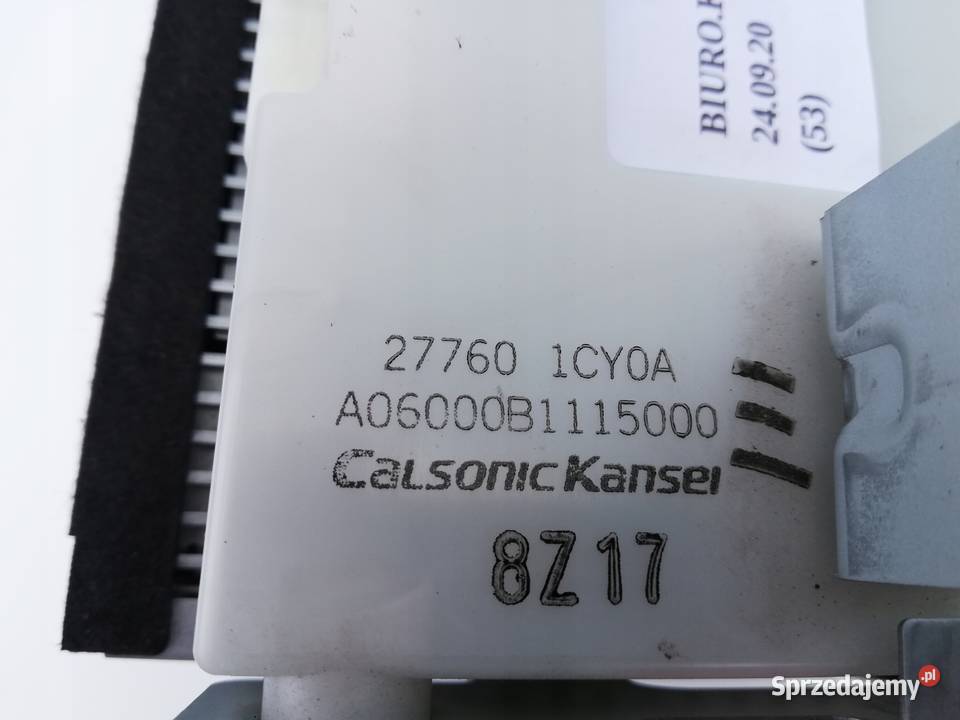 BIURO.
24.09.20
(53)
27760 1CY0A
A06000B1115000
CalsonicKansei
8Z17
Sprzedajemy.pl